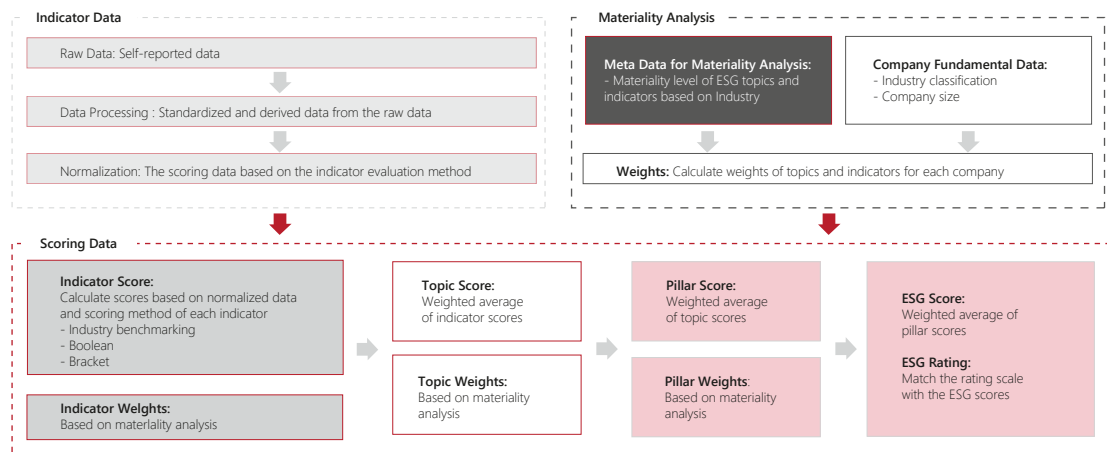 Indicator Data
Raw Data: Self-reported data
Data Processing : Standardized and derived data from the raw data
Normalization: The scoring data based on the indicator evaluation method
Materiality Analysis
Meta Data for Materiality Analysis:
- Materiality level of ESG topics and
indicators based on Industry
Company Fundamental Data:
- Industry classification
- Company size
Weights: Calculate weights of topics and indicators for each company
Scoring Data
Indicator Score:
Calculate scores based on normalized data
and scoring method of each indicator
- Industry benchmarking
- Boolean
- Bracket
Indicator Welghts:
Based on materlality analysis
Topic Score:
Weighted average
of indicator scores
Topic Weights:
Based on materiality
analysis
Pillar Score:
Weighted average
of topic scores
Pillar Weights:
Based on materiality
analysis
ESG Score:
Weighted average of
pillar scores
ESG Rating:
Match the rating scale
with the ESG scores